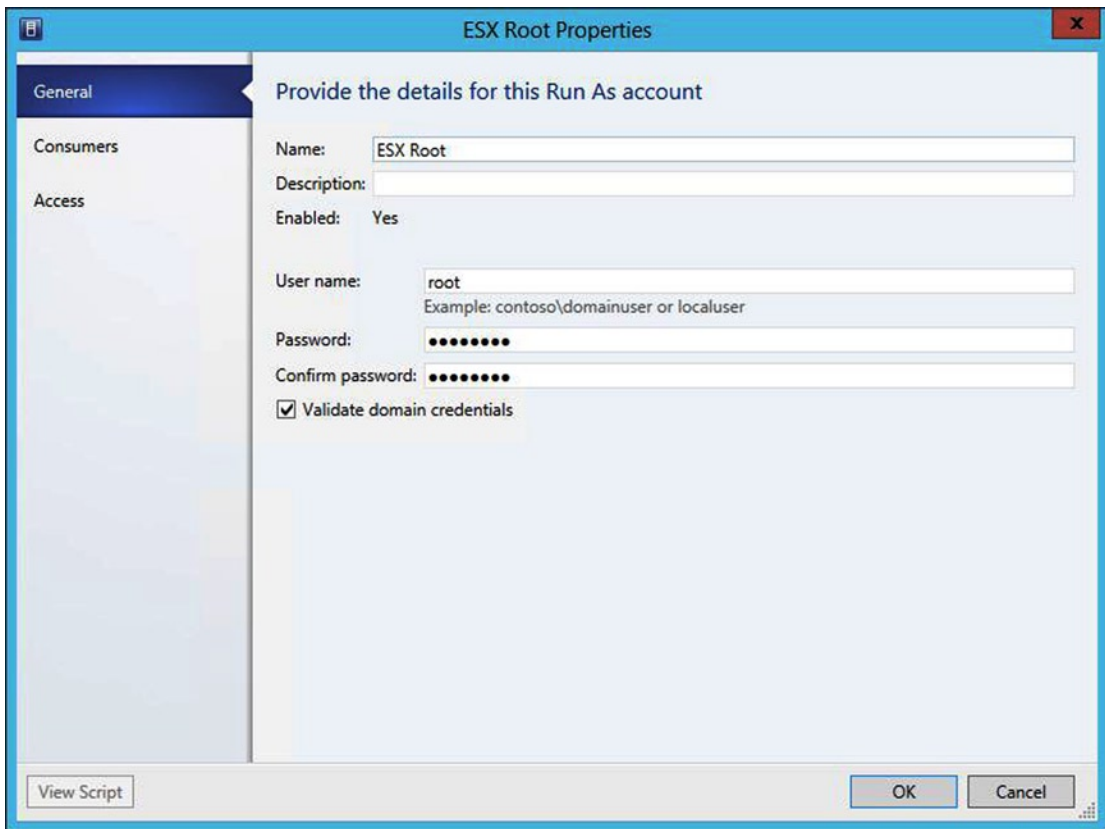 ESX Root Properties
x
General
Consumers
Access
Provide the details for this Run As account
Name: ESX Root
Description:
Enabled: Yes
User name: root
Example: contoso\domainuser or localuser
Password: ●●●●●●●●
Confirm password: ●●●●●●●●
Validate domain credentials
View Script
OK
Cancel